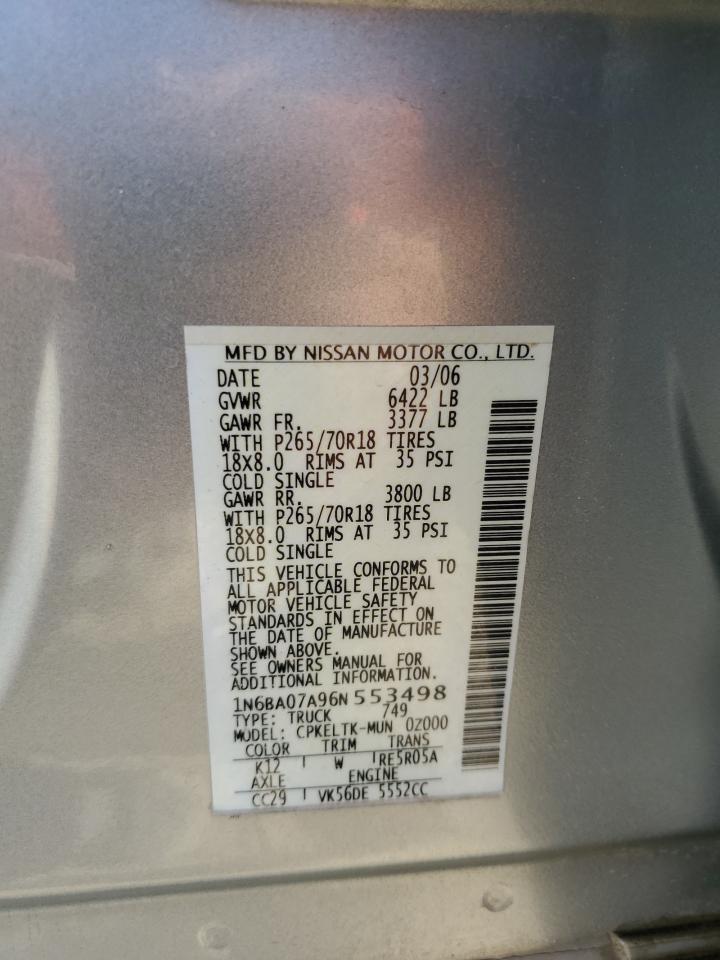 MFD BY NISSAN MOTOR CO., LTD.
DATE 03/06
GVWR 6422 LB
GAWR FR. 3377 LB
WITH P265/70R18 TIRES
18X8.0 RIMS AT 35 PSI
COLD SINGLE
GAWR RR. 3800 LB
WITH P265/70R18 TIRES
18X8.0 RIMS AT 35 PSI
COLD SINGLE
THIS VEHICLE CONFORMS TO
ALL APPLICABLE FEDERAL
MOTOR VEHICLE SAFETY
STANDARDS IN EFFECT ON
THE DATE OF MANUFACTURE
SHOWN ABOVE.
SEE OWNERS MANUAL FOR
ADDITIONAL INFORMATION.
1N6BA07A96N 553498
TYPE: TRUCK 749
MODEL: CPKELTK-MUN 0Z000
COLOR TRIM TRANS
K12 W RE5R05A
AXLE ENGINE
CC29 VK56DE 5552CC